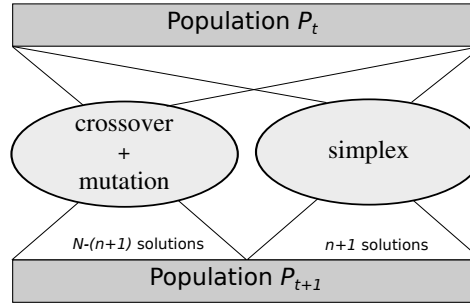 Population P_t
crossover
+
mutation
simplex
N-(n+1) solutions
n+1 solutions
Population P_{t+1}